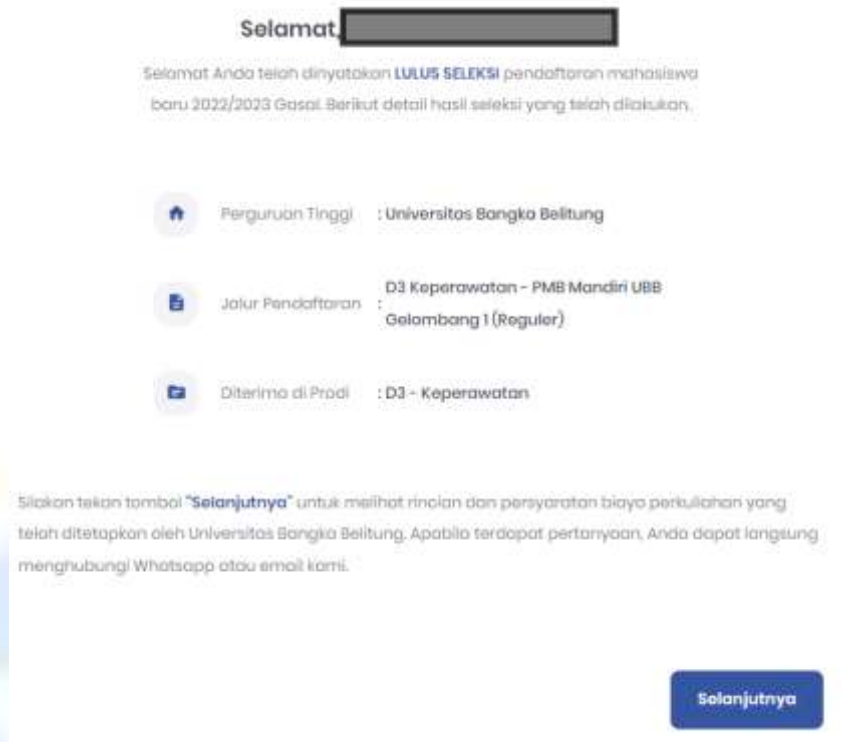 Selamat,
Selamat Anda telah dinyatakan LULUS SELEKSI pendaftaran mahasiswa
baru 2022/2023 Gasal. Berikut detail hasil seleksi yang telah dilakukan.
Perguruan Tinggi : Universitas Bangka Belitung
Jalur Pendaftaran : D3 Keperawatan - PMB Mandiri UBB
Gelombang 1 (Reguler)
Diterima di Prodi : D3 - Keperawatan
Silakan tekan tombol "Selanjutnya" untuk melihat rincian dan persyaratan biaya perkuliahan yang
telah ditetapkan oleh Universitas Bangka Belitung. Apabila terdapat pertanyaan, Anda dapat langsung
menghubungi Whatsapp atau email kami.
Selanjutnya